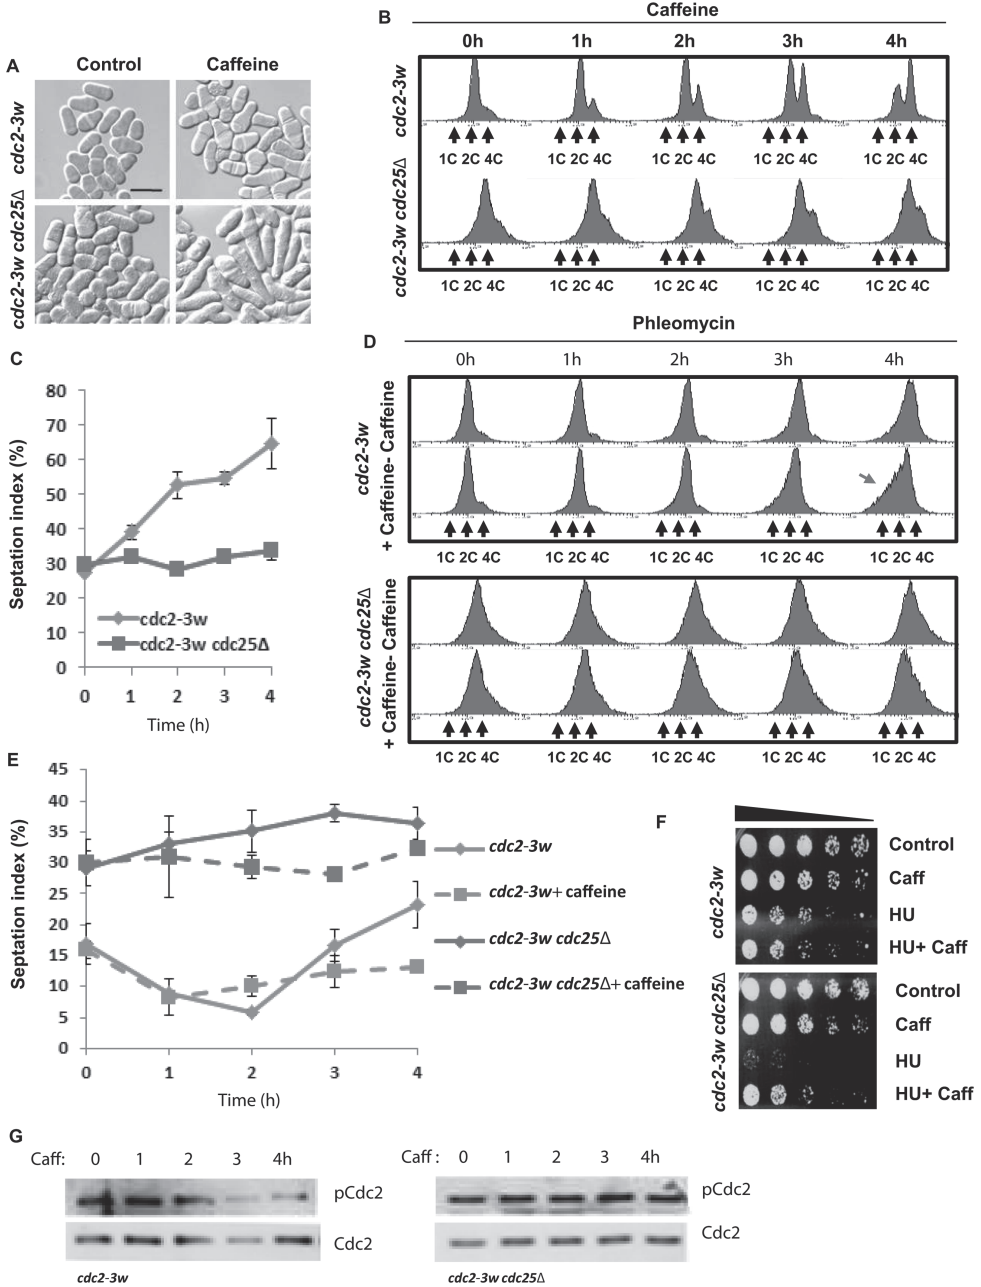 A
Control Caffeine
cdc2-3w
cdc2-3w cdc25Δ
B
Caffeine
0h 1h 2h 3h 4h
cdc2-3w
1C 2C 4C 1C 2C 4C 1C 2C 4C 1C 2C 4C 1C 2C 4C
cdc2-3w cdc25Δ
1C 2C 4C 1C 2C 4C 1C 2C 4C 1C 2C 4C 1C 2C 4C
C
Septation index (%)
80
70
60
50
40
30
20
10
0
cdc2-3w
cdc2-3w cdc25Δ
0 1 2 3 4
Time (h)
D
Phleomycin
0h 1h 2h 3h 4h
cdc2-3w
+ Caffeine- Caffeine
1C 2C 4C 1C 2C 4C 1C 2C 4C 1C 2C 4C 1C 2C 4C
cdc2-3w cdc25Δ
+ Caffeine- Caffeine
1C 2C 4C 1C 2C 4C 1C 2C 4C 1C 2C 4C 1C 2C 4C
E
Septation index (%)
45
40
35
30
25
20
15
10
5
0
0 1 2 3 4
Time (h)
cdc2-3w
cdc2-3w+ caffeine
cdc2-3w cdc25Δ
cdc2-3w cdc25Δ+ caffeine
F
cdc2-3w
Control
Caff
HU
HU+ Caff
cdc2-3w cdc25Δ
Control
Caff
HU
HU+ Caff
G
Caff: 0 1 2 3 4h
pCdc2
Cdc2
cdc2-3w
Caff : 0 1 2 3 4h
pCdc2
Cdc2
cdc2-3w cdc25Δ